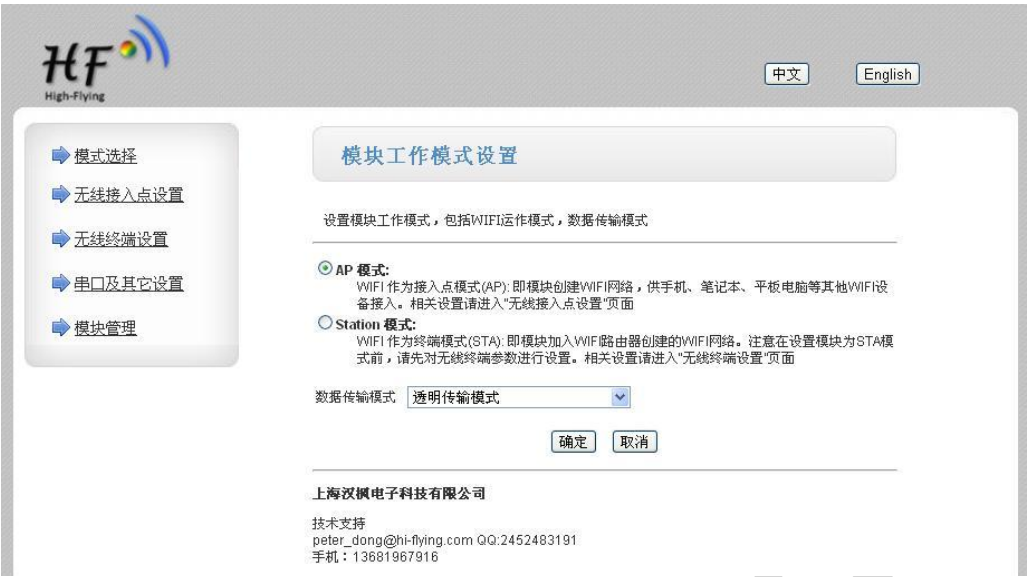 HF
High-Flying
中文
English
模式选择
无线接入点设置
无线终端设置
串口及其它设置
模块管理
模块工作模式设置
设置模块工作模式，包括WIFI运作模式，数据传输模式
AP 模式:
WIFI 作为接入点模式(AP): 即模块创建WIFI网络，供手机、笔记本、平板电脑等其他WIFI设
备接入。相关设置请进入"无线接入点设置"页面
Station 模式:
WIFI 作为终端模式(STA): 即模块加入WIFI路由器创建的WIFI网络。注意在设置模块为STA模
式前，请先对无线终端参数进行设置。相关设置请进入"无线终端设置"页面
数据传输模式 透明传输模式
确定 取消
上海汉枫电子科技有限公司
技术支持
peter_dong@hi-flying.com QQ:2452483191
手机：13681967916